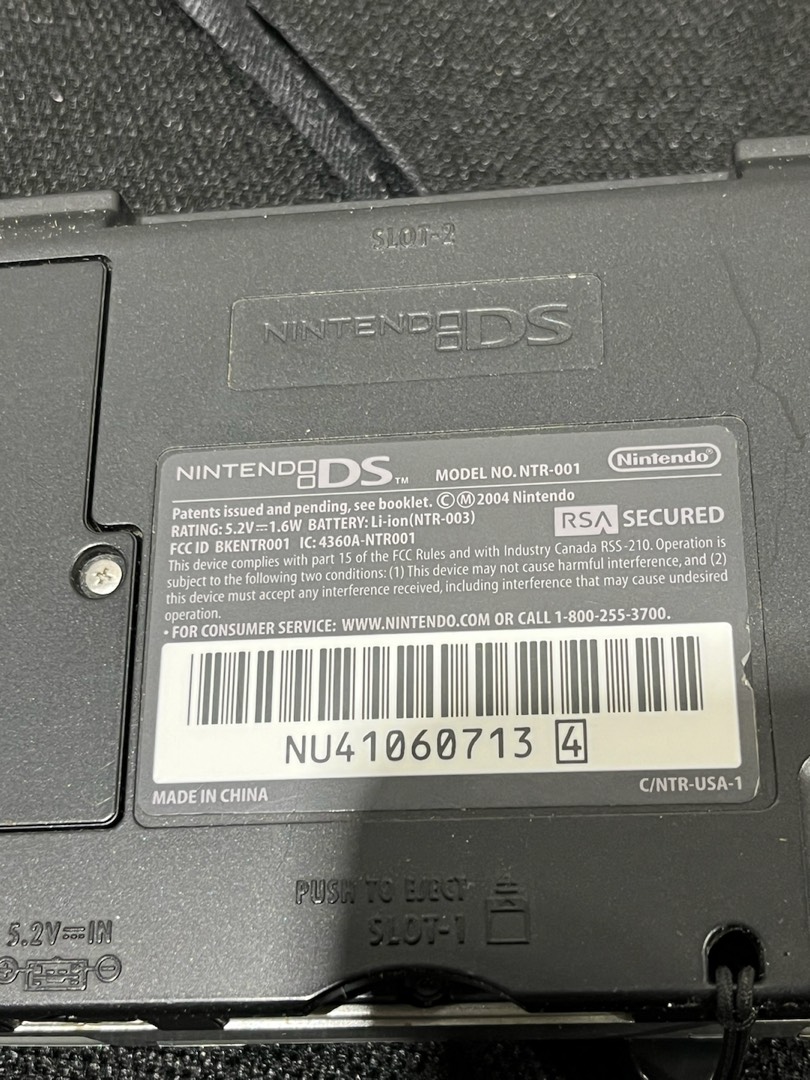 SLOT-2
NINTENDO DS
NINTENDO DS™ MODEL NO. NTR-001 Nintendo®
Patents issued and pending, see booklet. ©Ⓜ2004 Nintendo
RATING: 5.2V⎓1.6W BATTERY: Li-ion(NTR-003) RSA SECURED
FCC ID BKENTR001 IC: 4360A-NTR001
This device complies with part 15 of the FCC Rules and with Industry Canada RSS-210. Operation is
subject to the following two conditions: (1) This device may not cause harmful interference, and (2)
this device must accept any interference received, including interference that may cause undesired
operation.
• FOR CONSUMER SERVICE: WWW.NINTENDO.COM OR CALL 1-800-255-3700.
NU41060713 4
MADE IN CHINA C/NTR-USA-1
PUSH TO EJECT
SLOT-1
5.2V⎓IN